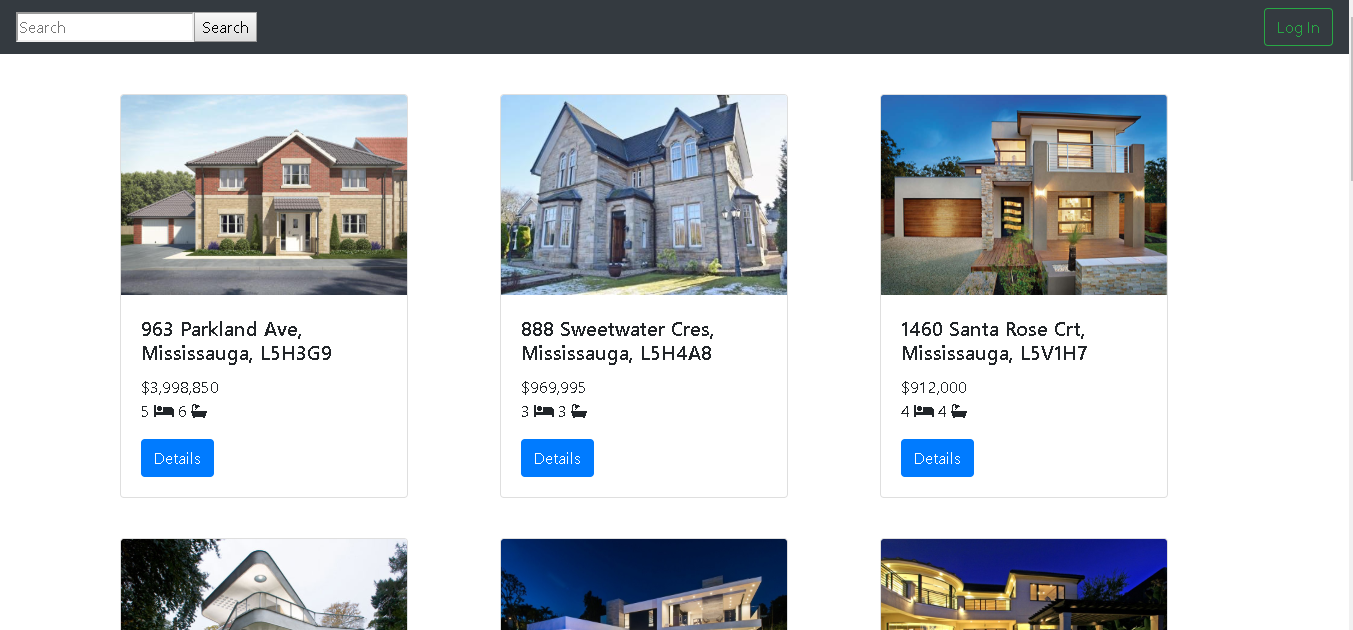 Search Search Log In
963 Parkland Ave,
Mississauga, L5H3G9
$3,998,850
5 6
Details
888 Sweetwater Cres,
Mississauga, L5H4A8
$969,995
3 3
Details
1460 Santa Rose Crt,
Mississauga, L5V1H7
$912,000
4 4
Details